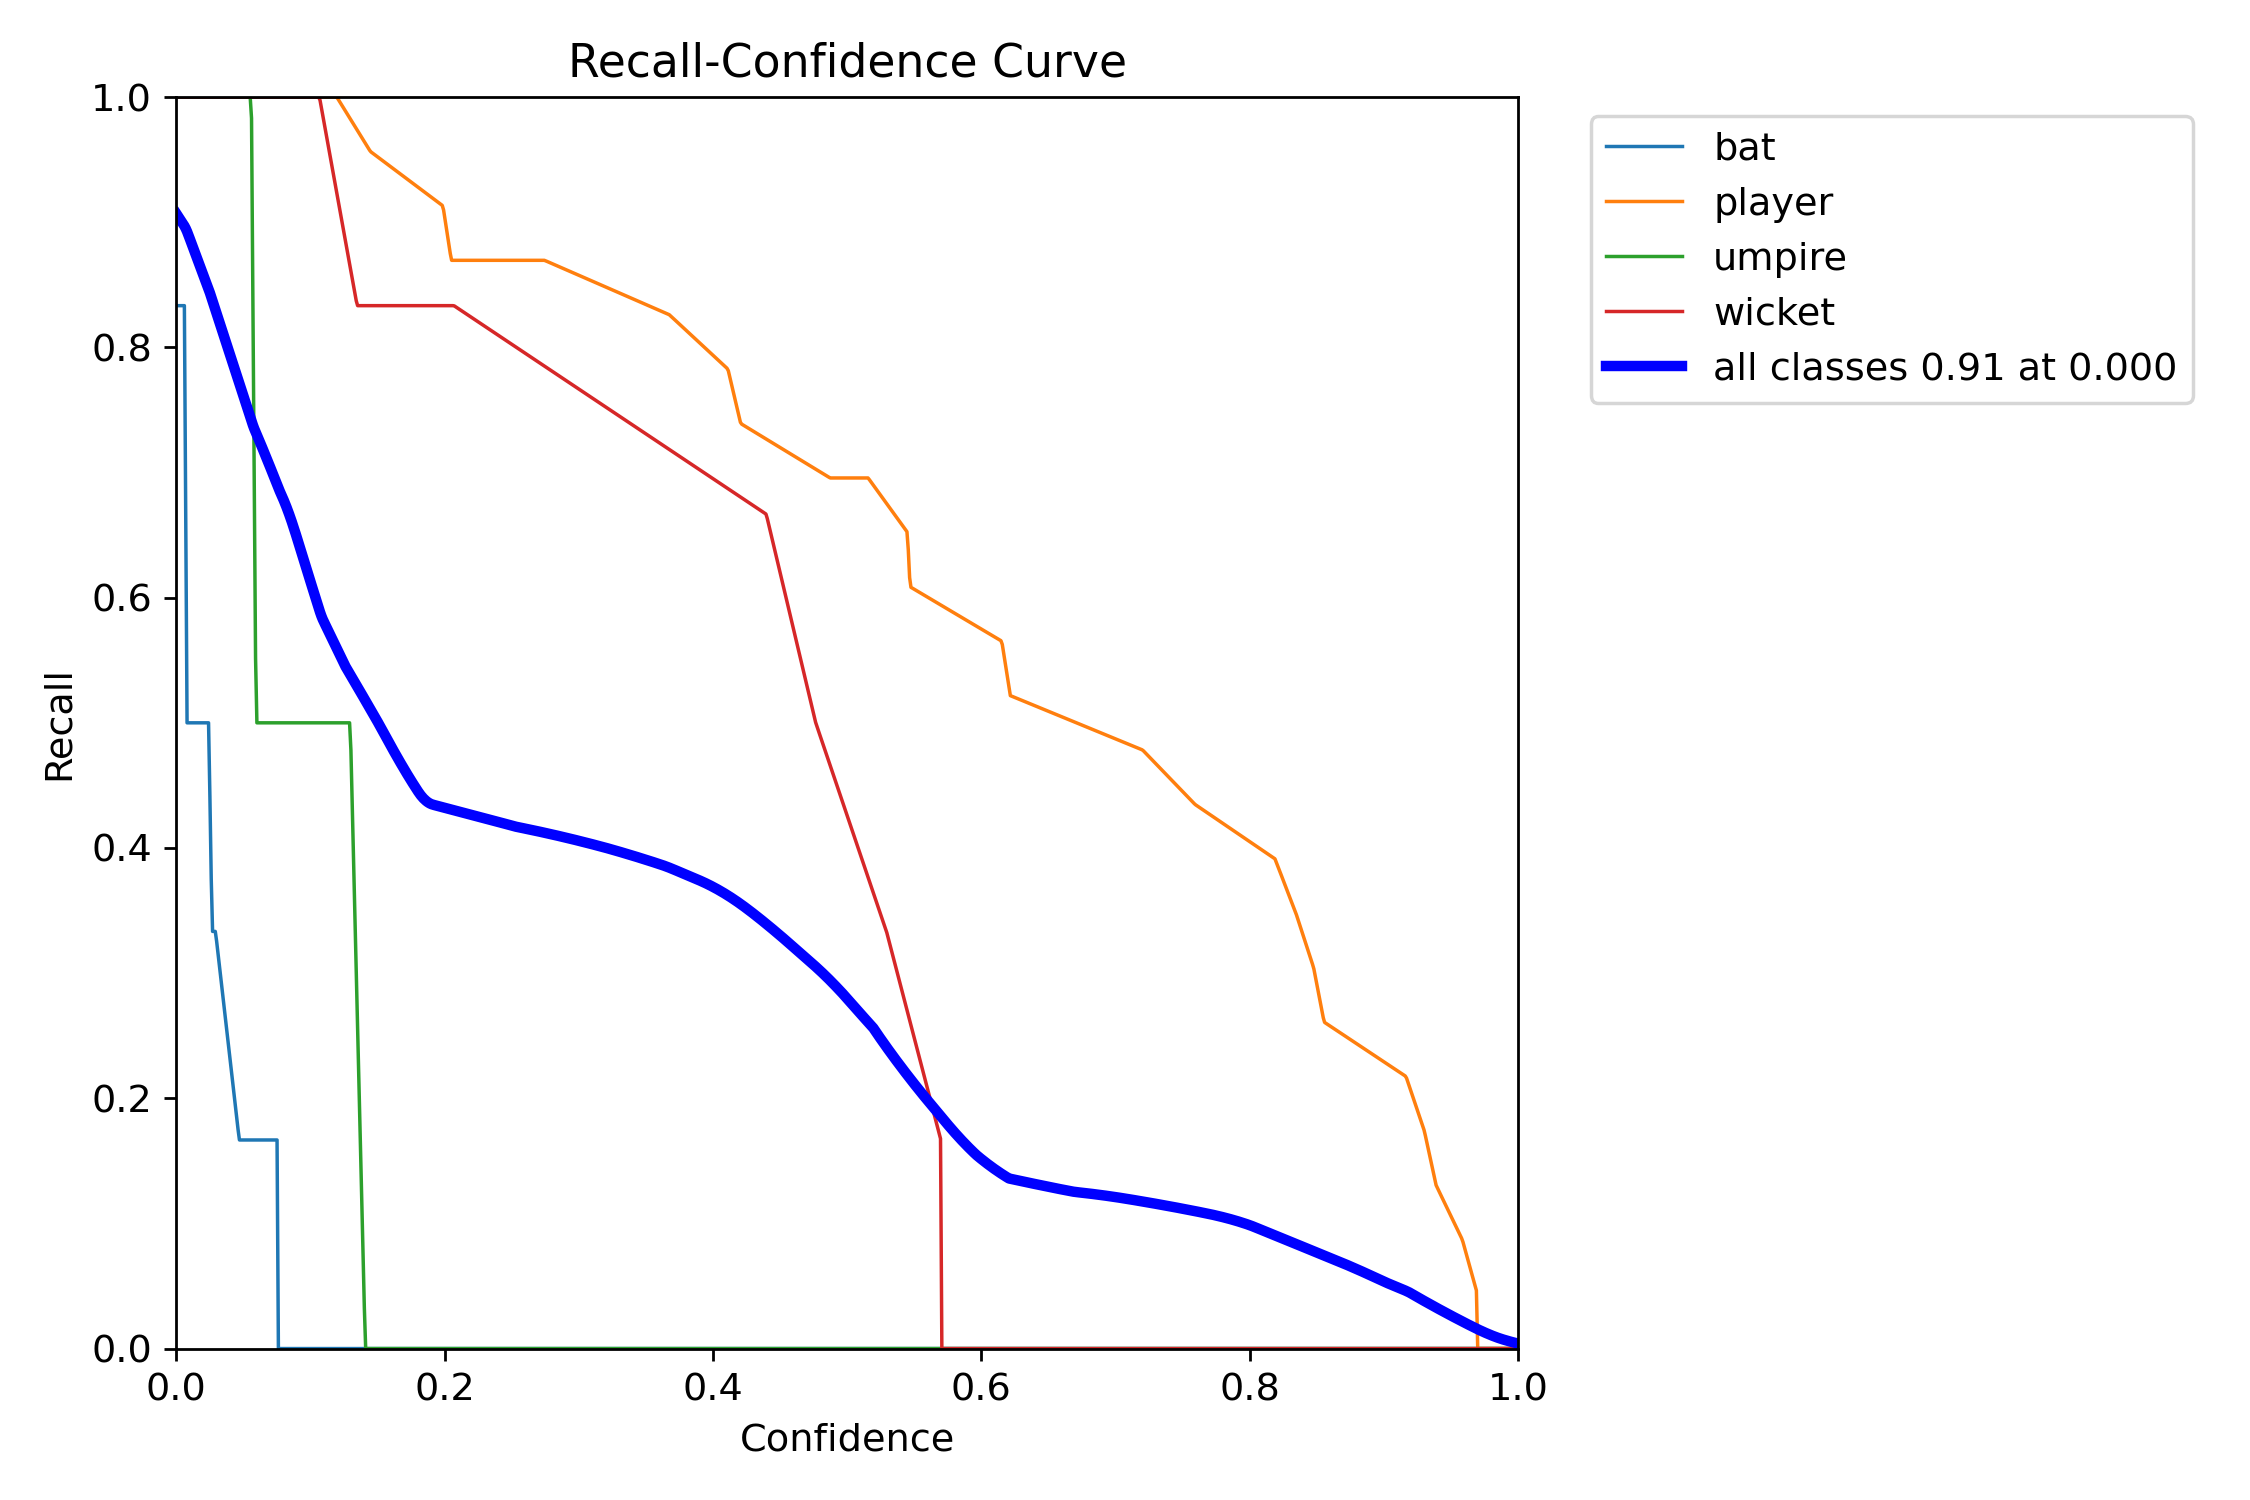 Recall-Confidence Curve
1.0
0.8
0.6
0.4
0.2
0.0
Recall
0.0 0.2 0.4 0.6 0.8 1.0
Confidence
bat
player
umpire
wicket
all classes 0.91 at 0.000